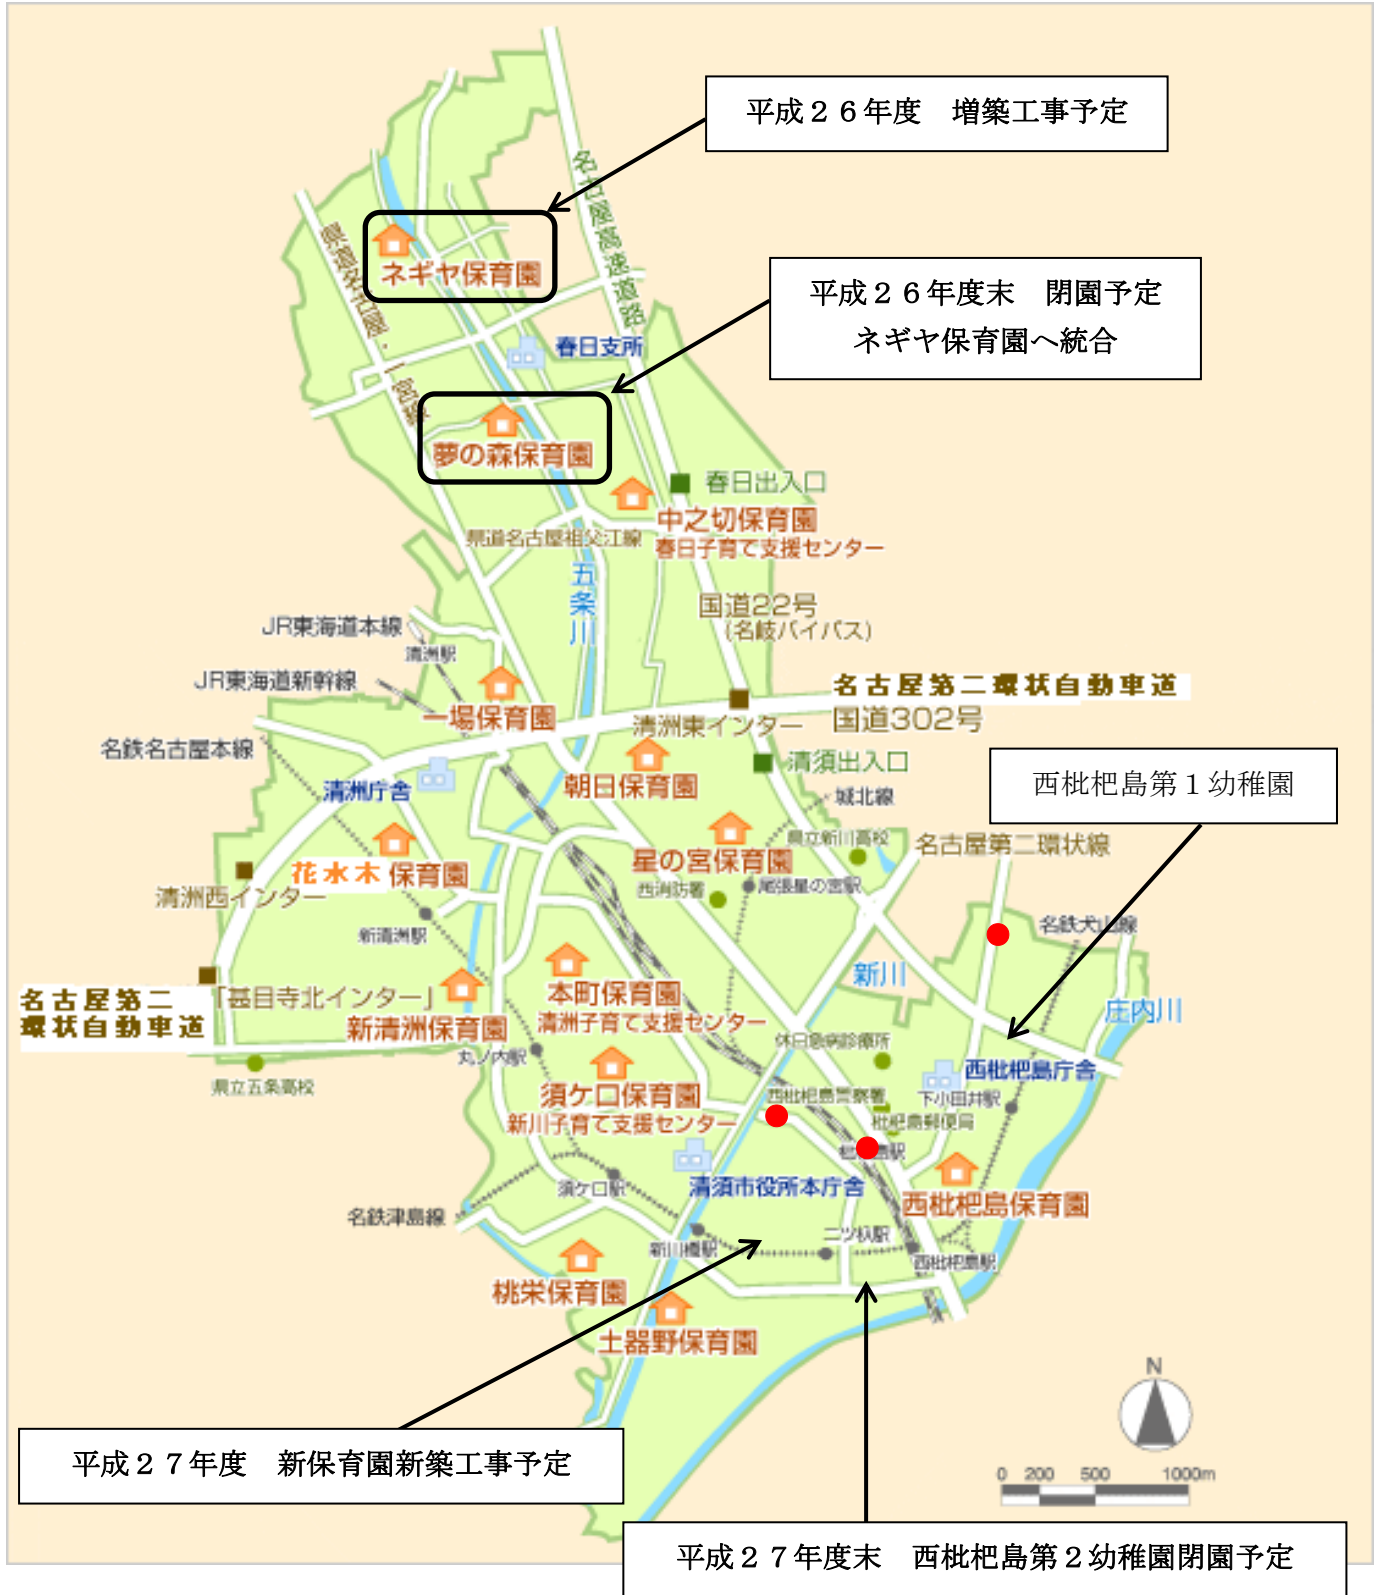 平成２６年度　増築工事予定
名古屋高速道路
県道名古屋・一宮線
ネギヤ保育園
平成２６年度末　閉園予定
ネギヤ保育園へ統合
春日支所
夢の森保育園
春日出入口
中之切保育園
春日子育て支援センター
県道名古屋祖父江線
五条川
国道22号
(名岐バイパス)
JR東海道本線
清洲駅
JR東海道新幹線
一場保育園
名古屋第二環状自動車道
国道302号
清洲東インター
名鉄名古屋本線
朝日保育園
清須出入口
清洲庁舎
城北線
西枇杷島第１幼稚園
県立新川高校
名古屋第二環状線
星の宮保育園
花水木保育園
西消防署
尾張星の宮駅
清洲西インター
新清洲駅
名鉄犬山線
新川
本町保育園
清洲子育て支援センター
「甚目寺北インター」
名古屋第二
環状自動車道
新清洲保育園
庄内川
休日急病診療所
丸ノ内駅
西枇杷島庁舎
県立五条高校
須ケ口保育園
新川子育て支援センター
西枇杷島警察署
下小田井駅
枇杷島郵便局
清須市役所本庁舎
須ケ口駅
西枇杷島保育園
名鉄津島線
新川橋駅
二ツ杁駅
西枇杷島駅
桃栄保育園
土器野保育園
N
0 200 500 1000m
平成２７年度　新保育園新築工事予定
平成２７年度末　西枇杷島第２幼稚園閉園予定